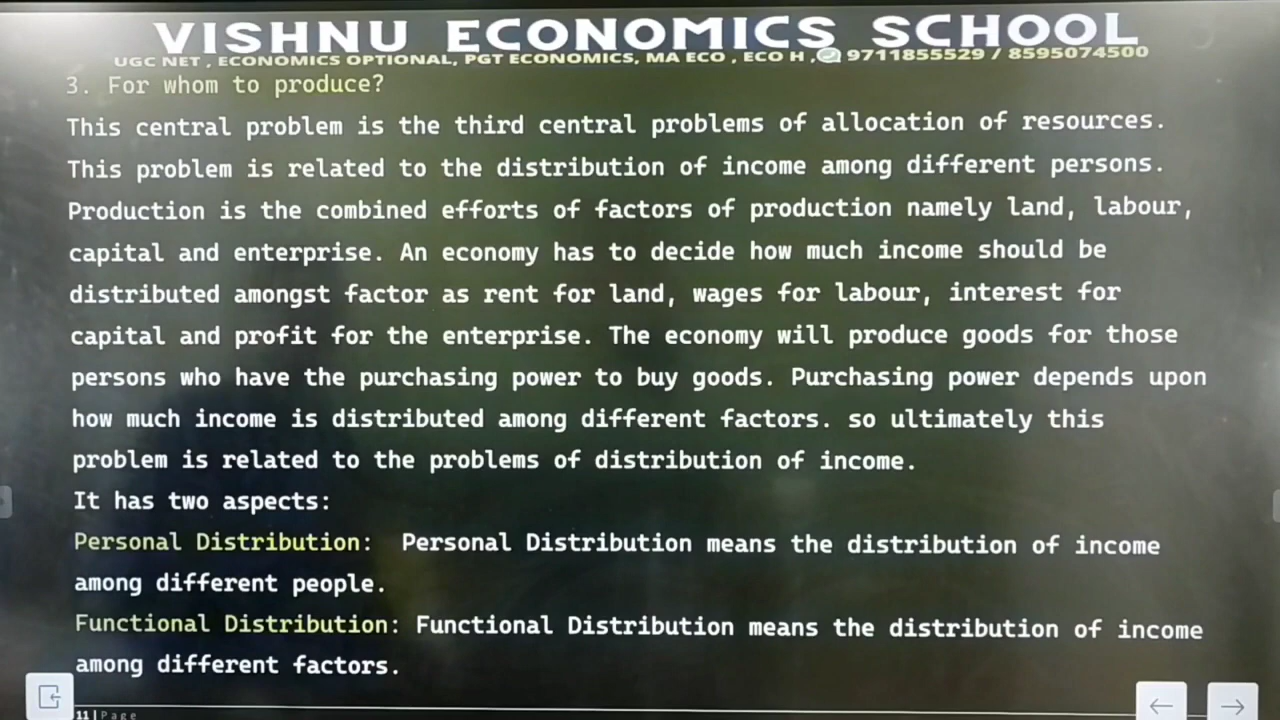 VISHNU ECONOMICS SCHOOL
UGC NET , ECONOMICS OPTIONAL, PGT ECONOMICS, MA ECO , ECO H , 9711855529 / 8595074500
3. For whom to produce?
This central problem is the third central problems of allocation of resources.
This problem is related to the distribution of income among different persons.
Production is the combined efforts of factors of production namely land, labour,
capital and enterprise. An economy has to decide how much income should be
distributed amongst factor as rent for land, wages for labour, interest for
capital and profit for the enterprise. The economy will produce goods for those
persons who have the purchasing power to buy goods. Purchasing power depends upon
how much income is distributed among different factors. so ultimately this
problem is related to the problems of distribution of income.
It has two aspects:
Personal Distribution: Personal Distribution means the distribution of income
among different people.
Functional Distribution: Functional Distribution means the distribution of income
among different factors.
11 | Page